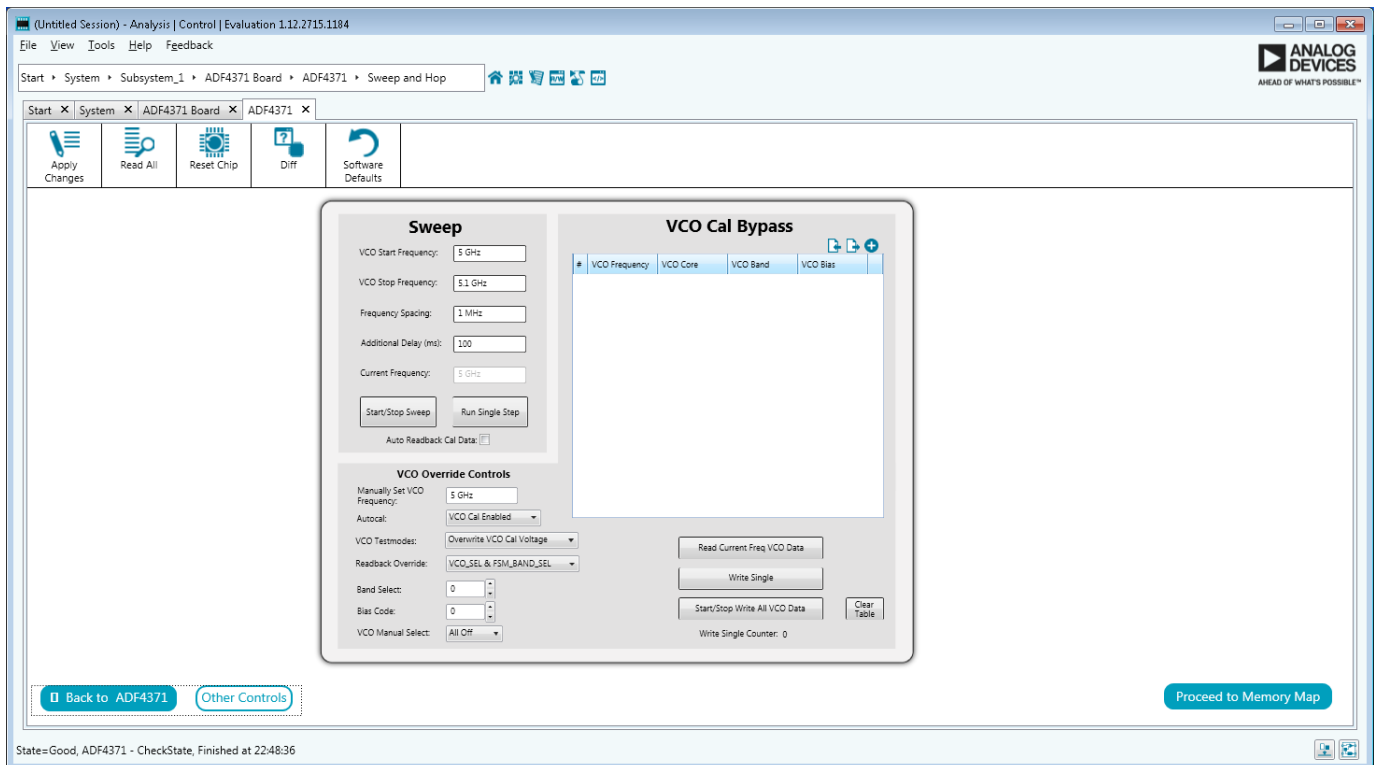 (Untitled Session) - Analysis | Control | Evaluation 1.12.2715.1184
File View Tools Help Feedback
ANALOG
DEVICES
AHEAD OF WHAT'S POSSIBLE™
Start System Subsystem_1 ADF4371 Board ADF4371 Sweep and Hop
Start × System × ADF4371 Board × ADF4371 ×
Apply
Changes
Read All
Reset Chip
Diff
Software
Defaults
Sweep
VCO Start Frequency: 5 GHz
VCO Stop Frequency: 5.1 GHz
Frequency Spacing: 1 MHz
Additional Delay (ms): 100
Current Frequency: 5 GHz
Start/Stop Sweep
Run Single Step
Auto Readback Cal Data:
VCO Override Controls
Manually Set VCO
Frequency:
5 GHz
Autocal: VCO Cal Enabled
VCO Testmodes: Overwrite VCO Cal Voltage
Readback Override: VCO_SEL & FSM_BAND_SEL
Band Select: 0
Bias Code: 0
VCO Manual Select: All Off
VCO Cal Bypass
# VCO Frequency VCO Core VCO Band VCO Bias
Read Current Freq VCO Data
Write Single
Start/Stop Write All VCO Data
Clear
Table
Write Single Counter: 0
Back to ADF4371
Other Controls
Proceed to Memory Map
State=Good, ADF4371 - CheckState, Finished at 22:48:36